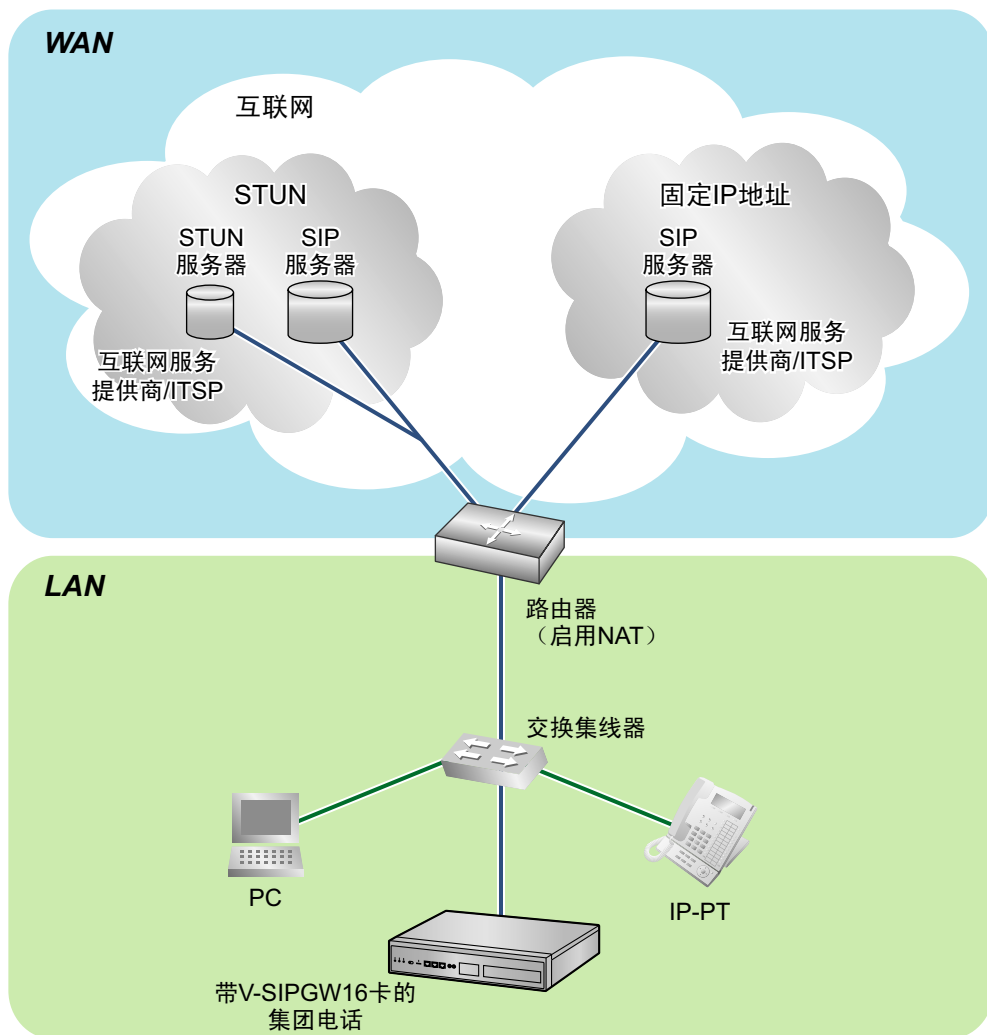 WAN
互联网
STUN
STUN
服务器
SIP
服务器
互联网服务
提供商/ITSP
固定IP地址
SIP
服务器
互联网服务
提供商/ITSP
LAN
路由器
（启用NAT）
交换集线器
PC
IP-PT
带V-SIPGW16卡的
集团电话